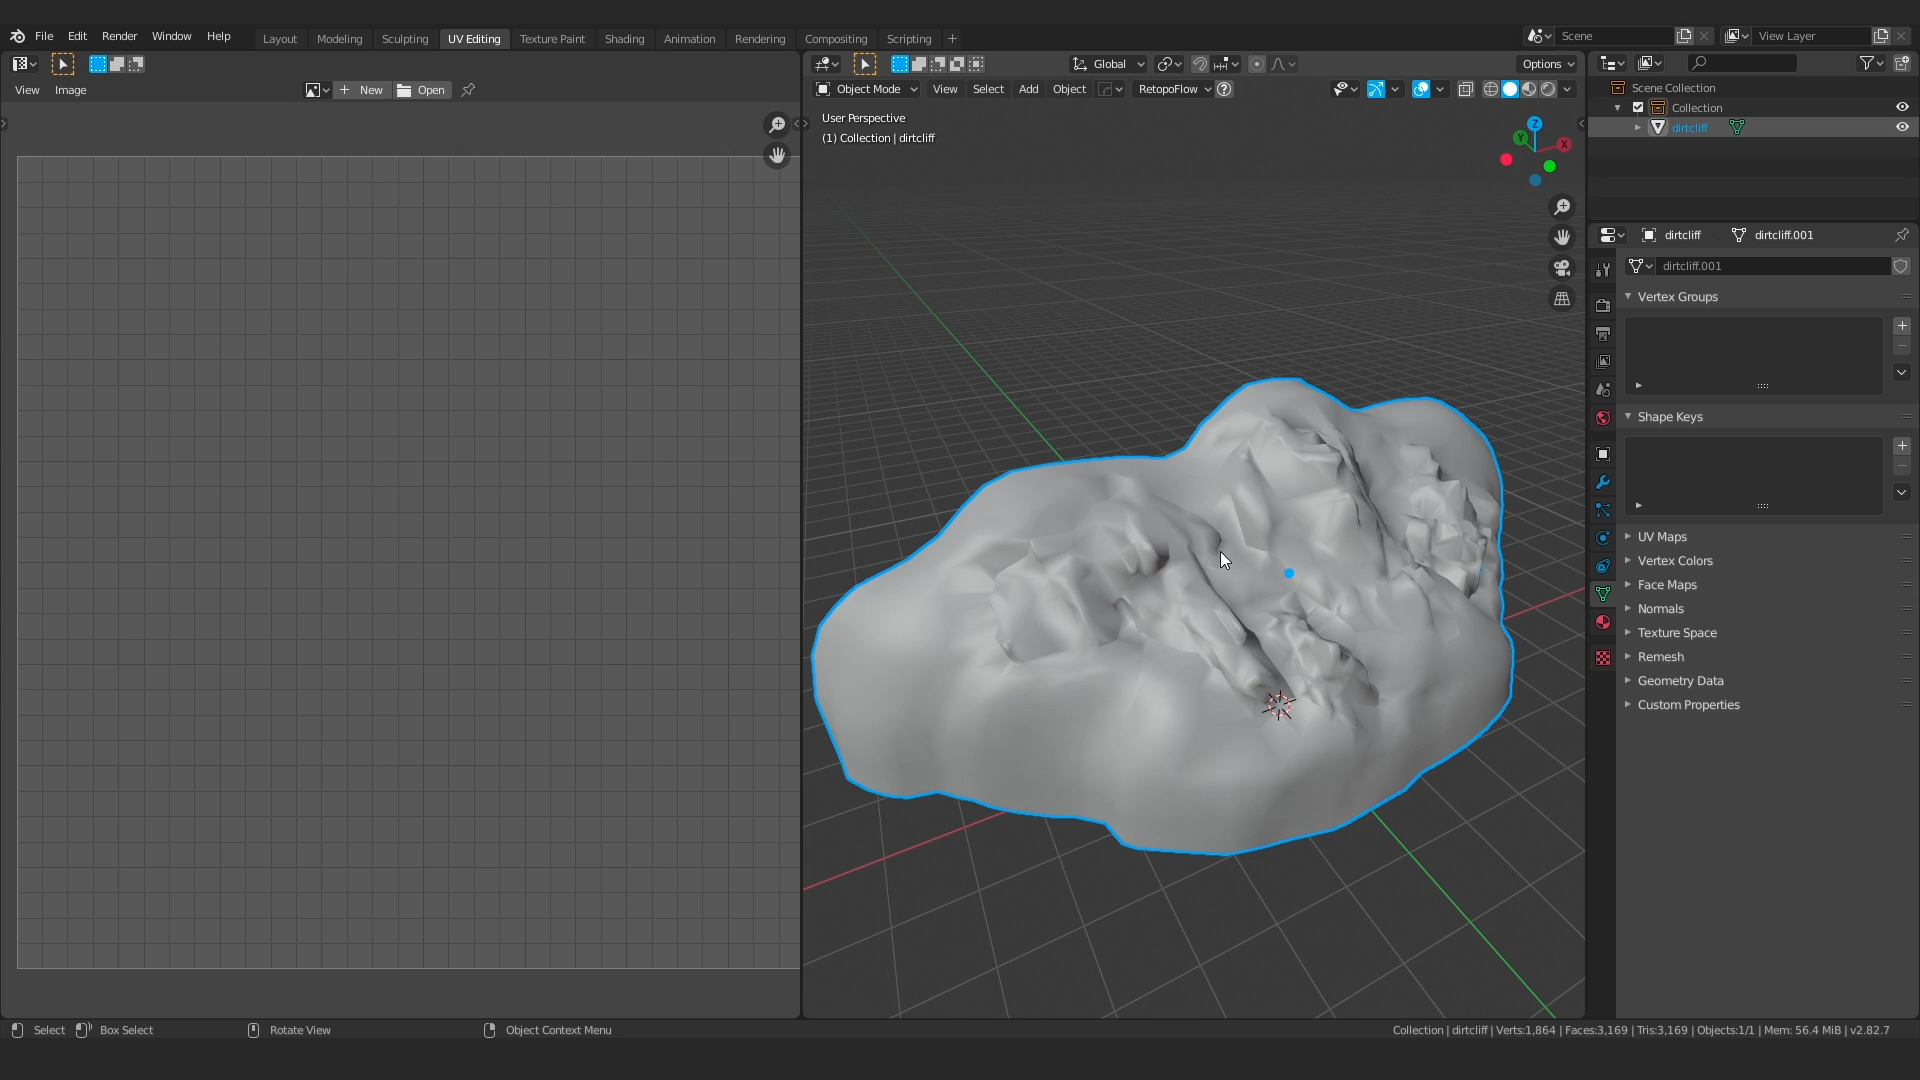 File Edit Render Window Help Layout Modeling Sculpting UV Editing Texture Paint Shading Animation Rendering Compositing Scripting + Scene View Layer
Global Options
View Image + New Open Object Mode View Select Add Object RetopoFlow ?
User Perspective
(1) Collection | dirtcliff
Z
Y X
Scene Collection
Collection
dirtcliff
dirtcliff dirtcliff.001
dirtcliff.001
Vertex Groups
Shape Keys
UV Maps
Vertex Colors
Face Maps
Normals
Texture Space
Remesh
Geometry Data
Custom Properties
Select Box Select Rotate View Object Context Menu Collection | dirtcliff | Verts:1,864 | Faces:3,169 | Tris:3,169 | Objects:1/1 | Mem: 56.4 MiB | v2.82.7